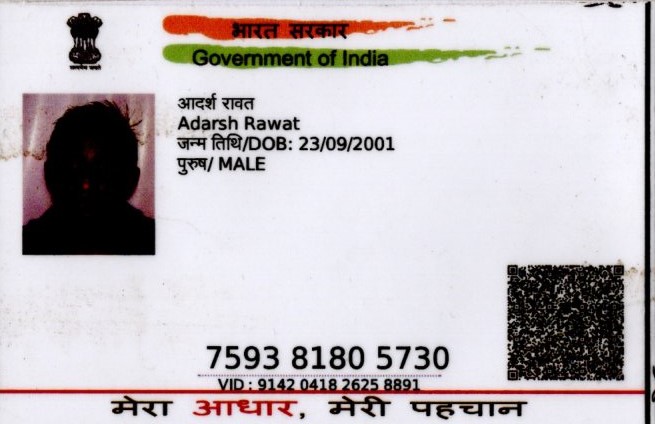 भारत सरकार
Government of India
आदर्श रावत
Adarsh Rawat
जन्म तिथि/DOB: 23/09/2001
पुरुष/ MALE
7593 8180 5730
VID : 9142 0418 2625 8891
मेरा आधार, मेरी पहचान